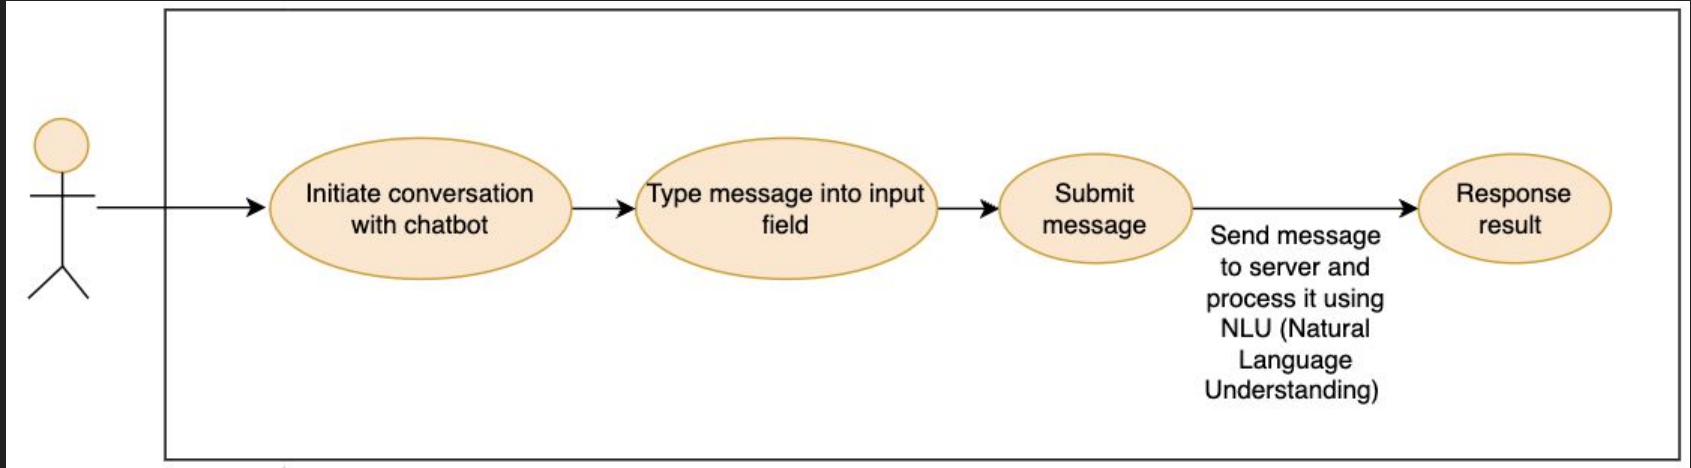 Initiate conversation
with chatbot
Type message into input
field
Submit
message
Send message
to server and
process it using
NLU (Natural
Language
Understanding)
Response
result